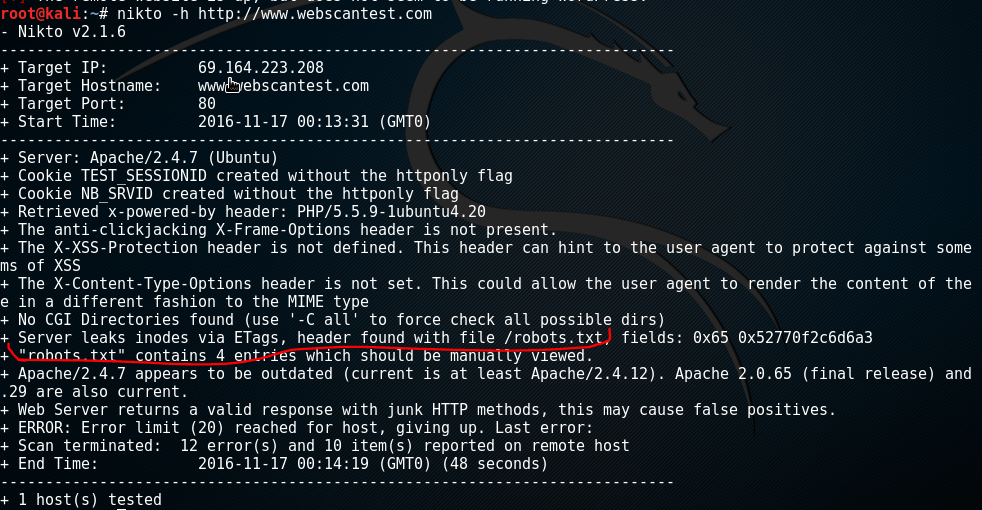 root@kali:~# nikto -h http://www.webscantest.com
- Nikto v2.1.6
---------------------------------------------------------------------------
+ Target IP:          69.164.223.208
+ Target Hostname:    www.webscantest.com
+ Target Port:        80
+ Start Time:         2016-11-17 00:13:31 (GMT0)
---------------------------------------------------------------------------
+ Server: Apache/2.4.7 (Ubuntu)
+ Cookie TEST_SESSIONID created without the httponly flag
+ Cookie NB_SRVID created without the httponly flag
+ Retrieved x-powered-by header: PHP/5.5.9-1ubuntu4.20
+ The anti-clickjacking X-Frame-Options header is not present.
+ The X-XSS-Protection header is not defined. This header can hint to the user agent to protect against some
ms of XSS
+ The X-Content-Type-Options header is not set. This could allow the user agent to render the content of the
e in a different fashion to the MIME type
+ No CGI Directories found (use '-C all' to force check all possible dirs)
+ Server leaks inodes via ETags, header found with file /robots.txt, fields: 0x65 0x52770f2c6d6a3
+ "robots.txt" contains 4 entries which should be manually viewed.
+ Apache/2.4.7 appears to be outdated (current is at least Apache/2.4.12). Apache 2.0.65 (final release) and
.29 are also current.
+ Web Server returns a valid response with junk HTTP methods, this may cause false positives.
+ ERROR: Error limit (20) reached for host, giving up. Last error:
+ Scan terminated:  12 error(s) and 10 item(s) reported on remote host
+ End Time:           2016-11-17 00:14:19 (GMT0) (48 seconds)
---------------------------------------------------------------------------
+ 1 host(s) tested